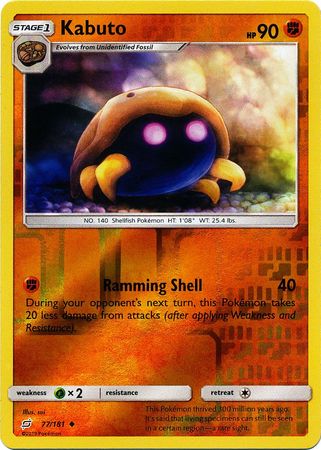 STAGE 1 Kabuto HP 90
Evolves from Unidentified Fossil
NO. 140 Shellfish Pokémon HT: 1'08" WT: 25.4 lbs.
Ramming Shell 40
During your opponent's next turn, this Pokémon takes
20 less damage from attacks (after applying Weakness and
Resistance).
weakness ×2 resistance retreat
Illus. sui
77/181
©2019 Pokémon
This Pokémon thrived 300 million years ago.
It's said that living specimens can still be seen
in certain regions—a rare sight.